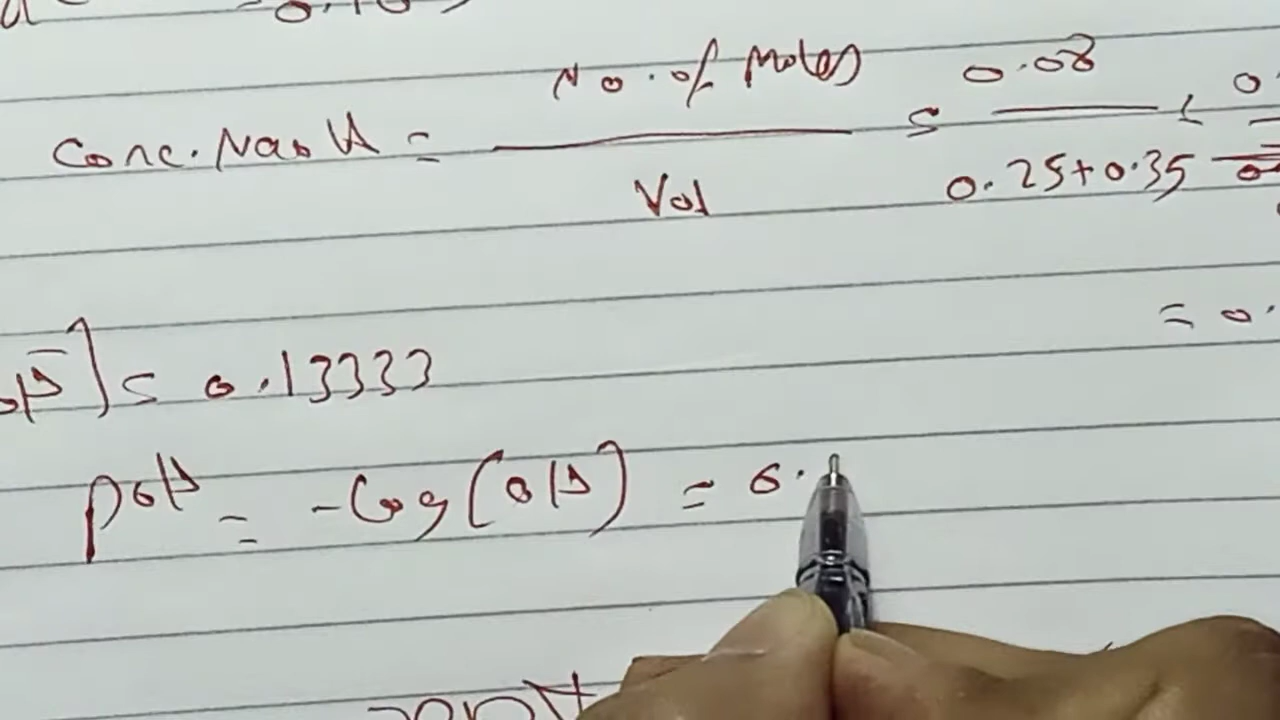 Conc. NaOH = No. of Moles / Vol = 0.08 / 0.25+0.35
= 0.
OH⁻] = 0.13333
POH = -Log[OH] = 0.